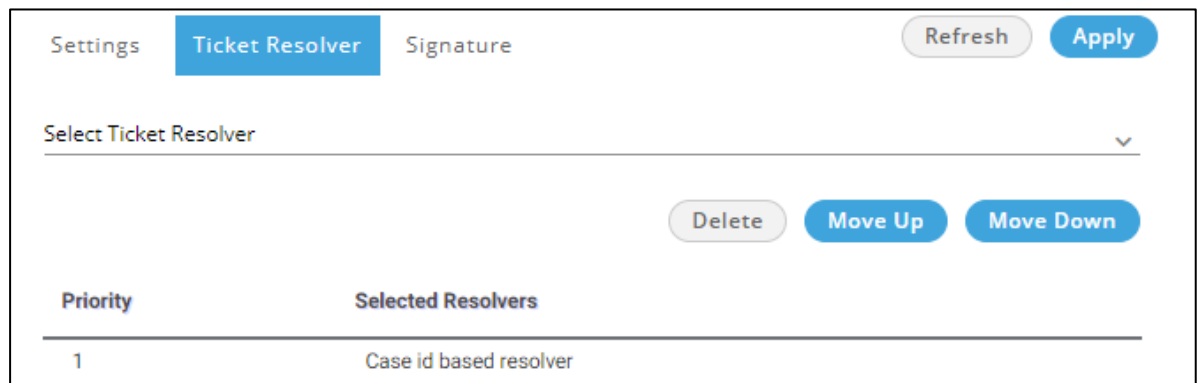 Settings Ticket Resolver Signature Refresh Apply
Select Ticket Resolver
Delete Move Up Move Down
Priority Selected Resolvers
1 Case id based resolver